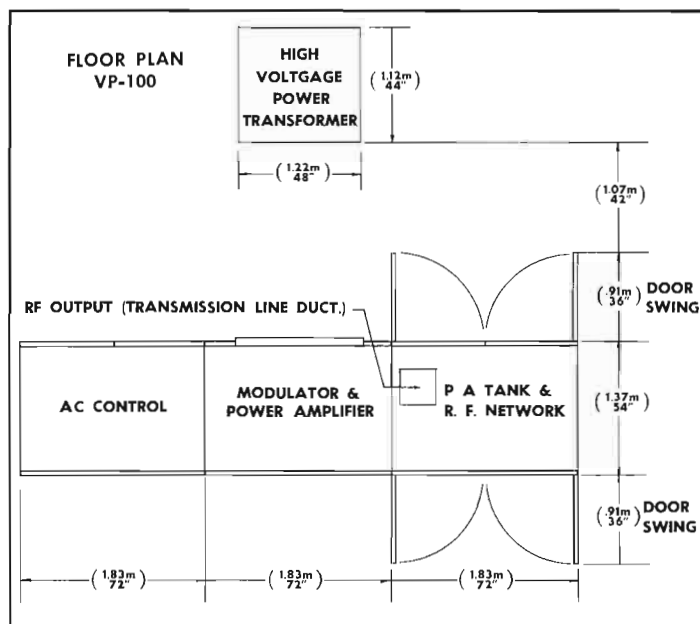 FLOOR PLAN
VP-100
HIGH
VOLTGAGE
POWER
TRANSFORMER
(1.12m
44")
(1.22m
48")
(1.07m
42")
(.91m
36")
DOOR
SWING
RF OUTPUT (TRANSMISSION LINE DUCT.)
AC CONTROL
MODULATOR &
POWER AMPLIFIER
P A TANK &
R. F. NETWORK
(1.37m
54")
(.91m
36")
DOOR
SWING
(1.83m
72")
(1.83m
72")
(1.83m
72")